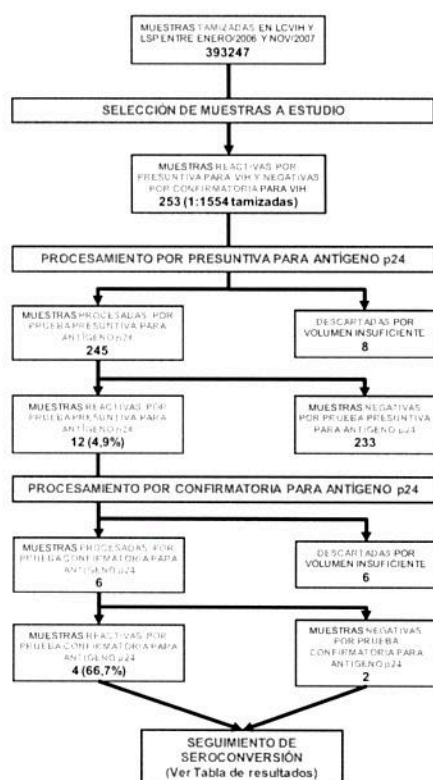 MUESTRAS TAMIZADAS EN LCVIH Y
LSP ENTRE ENERO/2006 Y NOV/2007
393247
SELECCIÓN DE MUESTRAS A ESTUDIO
MUESTRAS REACTIVAS POR
PRESUNTIVA PARA VIH Y NEGATIVAS
POR CONFIRMATORIA PARA VIH
253 (1:1554 tamizadas)
PROCESAMIENTO POR PRESUNTIVA PARA ANTÍGENO p24
MUESTRAS PROCESADAS POR
PRUEBA PRESUNTIVA PARA
ANTÍGENO p24
245
DESCARTADAS POR
VOLUMEN INSUFICIENTE
8
MUESTRAS REACTIVAS POR
PRUEBA PRESUNTIVA PARA
ANTÍGENO p24
12 (4,9%)
MUESTRAS NEGATIVAS
POR PRUEBA PRESUNTIVA
PARA ANTÍGENO p24
233
PROCESAMIENTO POR CONFIRMATORIA PARA ANTÍGENO p24
MUESTRAS PROCESADAS POR
PRUEBA CONFIRMATORIA PARA
ANTÍGENO p24
6
DESCARTADAS POR
VOLUMEN INSUFICIENTE
6
MUESTRAS REACTIVAS POR
PRUEBA CONFIRMATORIA PARA
ANTÍGENO p24
4 (66,7%)
MUESTRAS NEGATIVAS
POR PRUEBA
CONFIRMATORIA PARA
ANTÍGENO p24
2
SEGUIMIENTO DE
SEROCONVERSIÓN
(Ver Tabla de resultados)